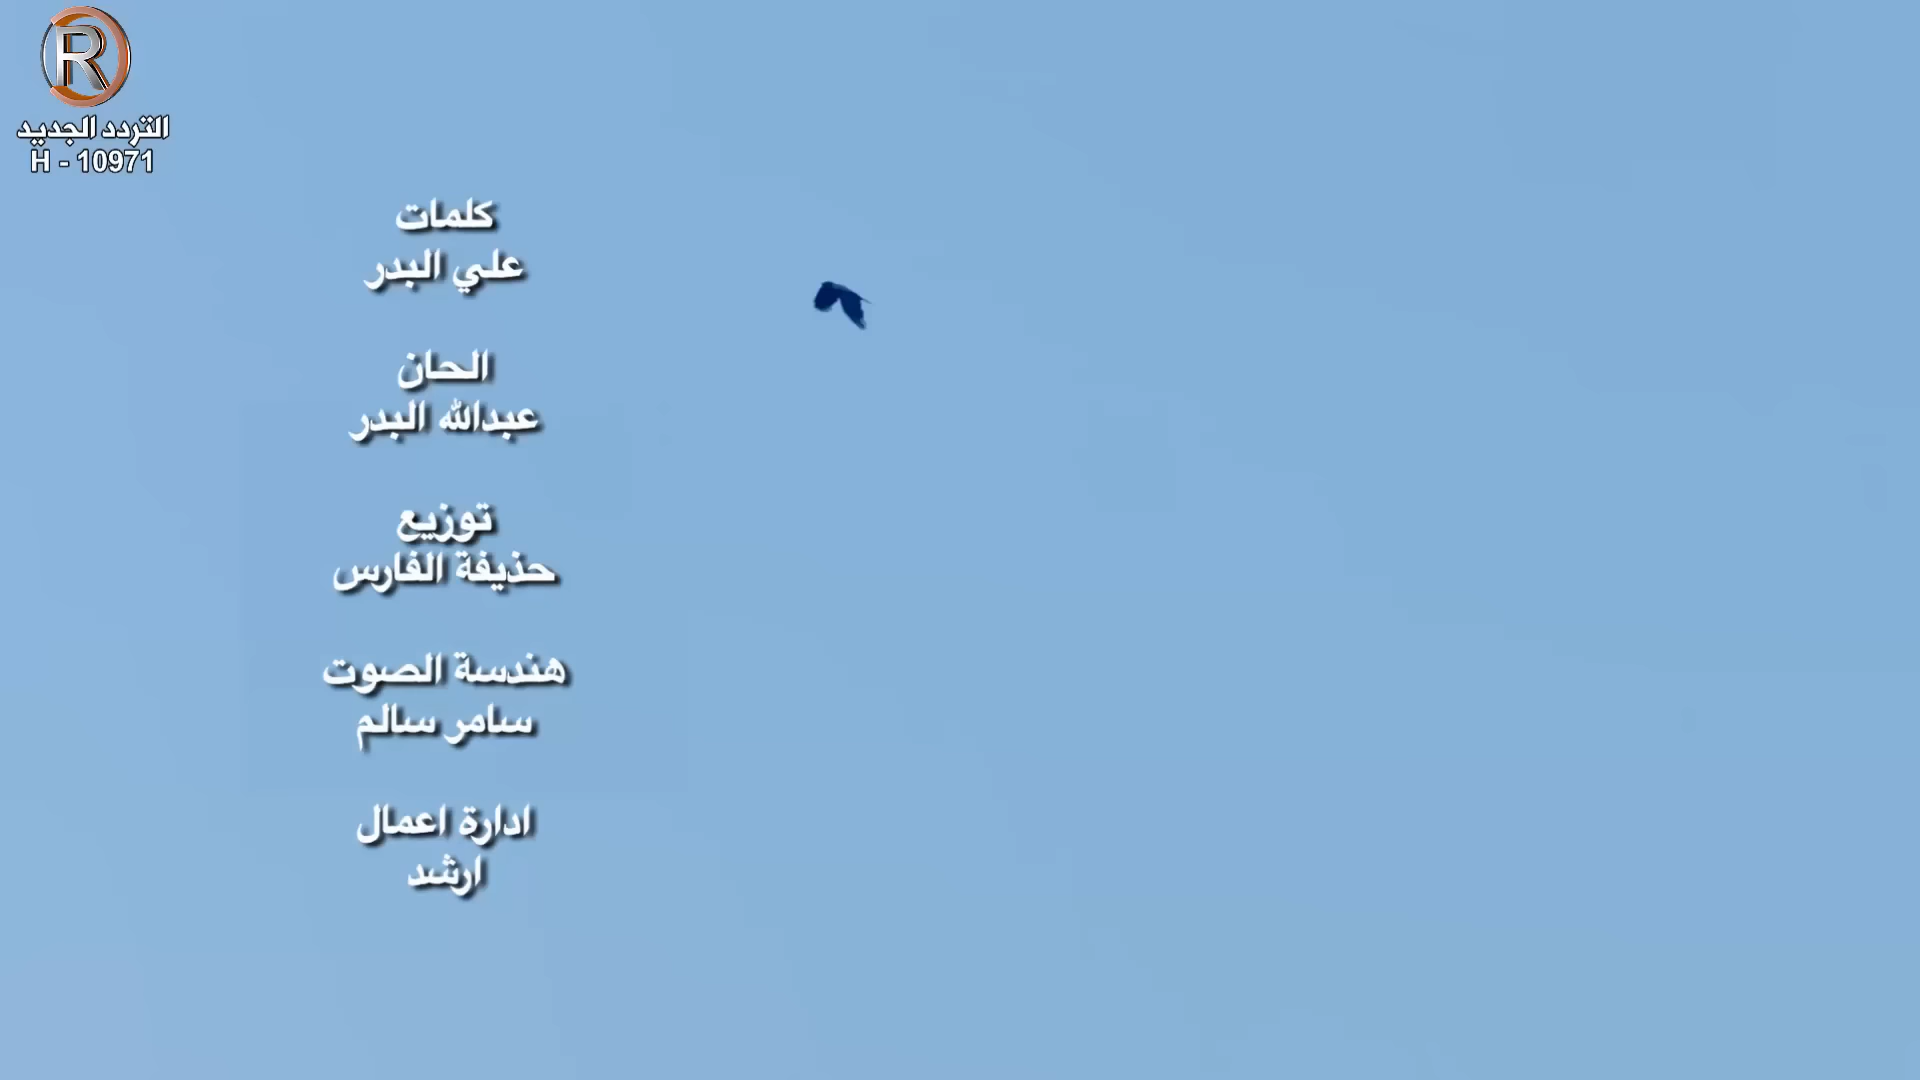 R
التردد الجديد
H - 10971
كلمات
علي البدر
الحان
عبدالله البدر
توزيع
حذيفة الفارس
هندسة الصوت
سامر سالم
ادارة اعمال
ارشد